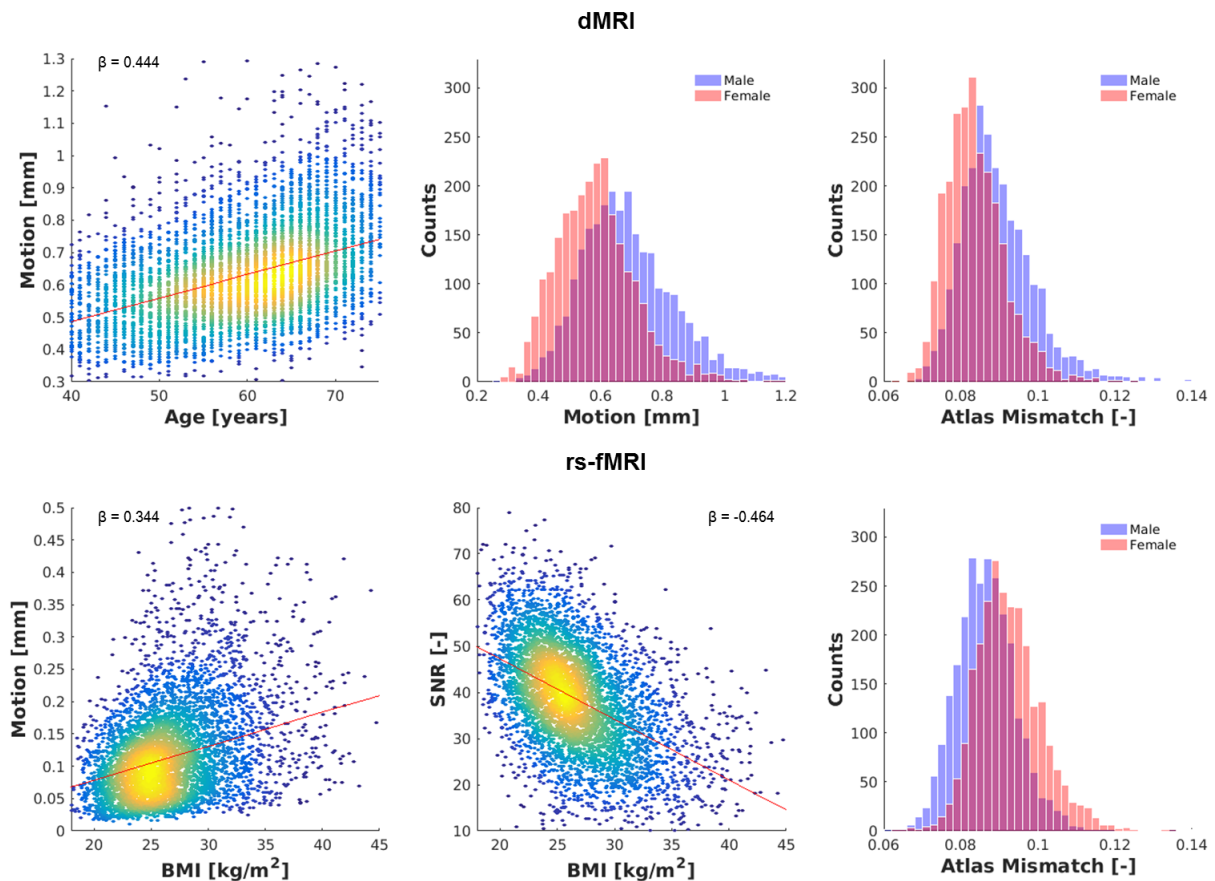 dMRI
β = 0.444
1.3
1.2
1.1
1
0.9
0.8
0.7
0.6
0.5
0.4
0.3
Motion [mm]
40 50 60 70
Age [years]
Male
Female
300
250
200
150
100
50
0
Counts
0.2 0.4 0.6 0.8 1 1.2
Motion [mm]
Male
Female
300
250
200
150
100
50
0
Counts
0.06 0.08 0.1 0.12 0.14
Atlas Mismatch [-]
rs-fMRI
β = 0.344
0.5
0.45
0.4
0.35
0.3
0.25
0.2
0.15
0.1
0.05
0
Motion [mm]
20 25 30 35 40 45
BMI [kg/m²]
β = -0.464
80
70
60
50
40
30
20
10
SNR [-]
20 25 30 35 40 45
BMI [kg/m²]
Male
Female
300
250
200
150
100
50
0
Counts
0.06 0.08 0.1 0.12 0.14
Atlas Mismatch [-]